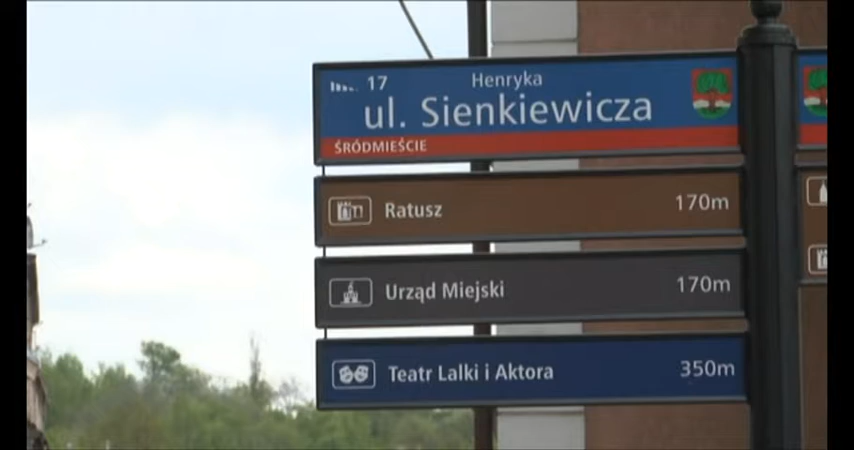 17
Henryka
ul. Sienkiewicza
ŚRÓDMIEŚCIE
Ratusz 170m
Urząd Miejski 170m
Teatr Lalki i Aktora 350m